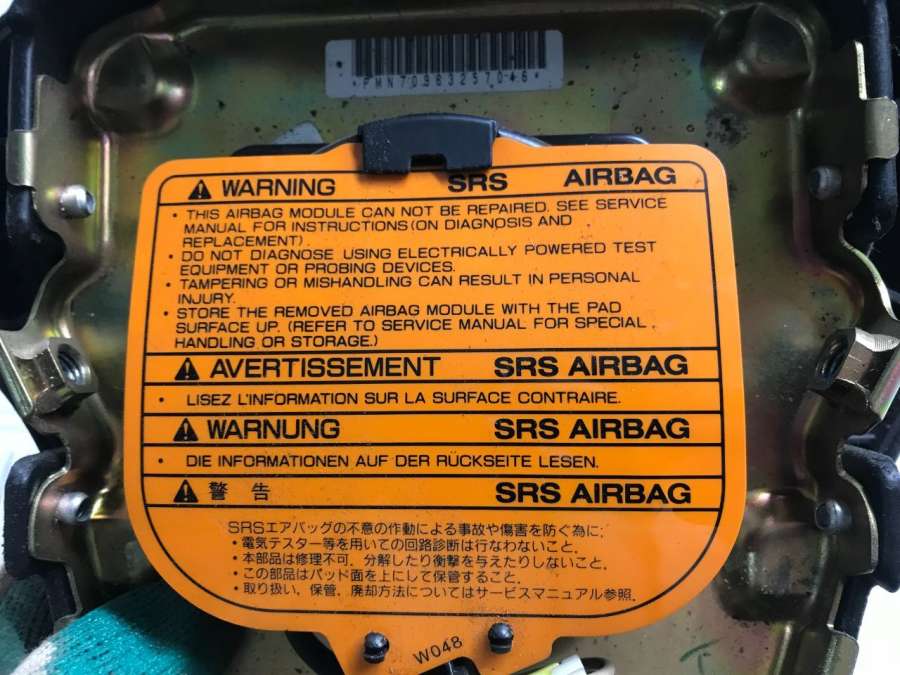 *FMN709632570-6*
⚠ WARNING SRS AIRBAG
• THIS AIRBAG MODULE CAN NOT BE REPAIRED. SEE SERVICE
MANUAL FOR INSTRUCTIONS (ON DIAGNOSIS AND
REPLACEMENT).
• DO NOT DIAGNOSE USING ELECTRICALLY POWERED TEST
EQUIPMENT OR PROBING DEVICES.
• TAMPERING OR MISHANDLING CAN RESULT IN PERSONAL
INJURY.
• STORE THE REMOVED AIRBAG MODULE WITH THE PAD
SURFACE UP. (REFER TO SERVICE MANUAL FOR SPECIAL
HANDLING OR STORAGE.)
⚠ AVERTISSEMENT SRS AIRBAG
• LISEZ L'INFORMATION SUR LA SURFACE CONTRAIRE.
⚠ WARNUNG SRS AIRBAG
• DIE INFORMATIONEN AUF DER RÜCKSEITE LESEN.
⚠ 警告 SRS AIRBAG
SRSエアバッグの不意の作動による事故や傷害を防ぐ為に:
・電気テスター等を用いての回路診断は行なわないこと.
・本部品は修理不可. 分解したり衝撃を与えたりしないこと.
・この部品はパッド面を上にして保管すること.
・取り扱い, 保管, 廃却方法についてはサービスマニュアル参照.
W048